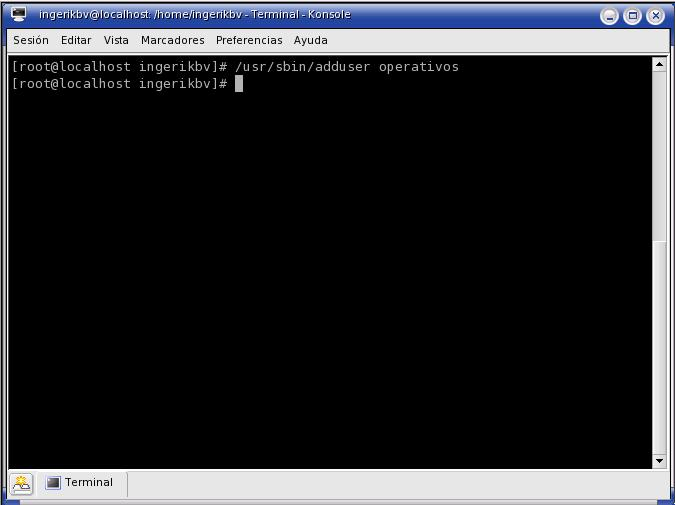 ingerikbv@localhost: /home/ingerikbv - Terminal - Konsole
Sesión Editar Vista Marcadores Preferencias Ayuda
[root@localhost ingerikbv]# /usr/sbin/adduser operativos
[root@localhost ingerikbv]#
Terminal